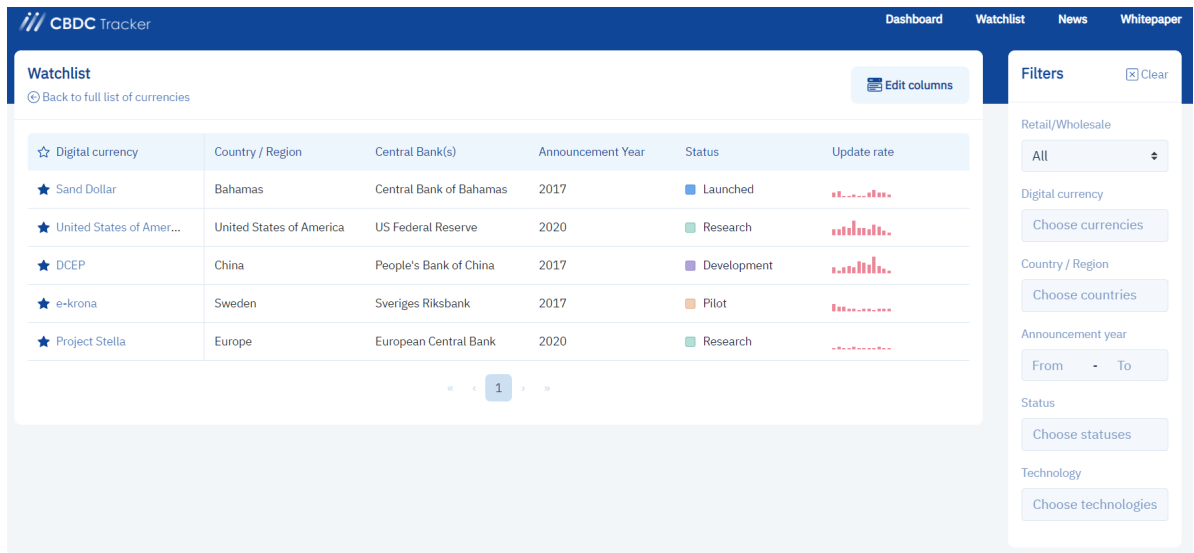 CBDC Tracker
Dashboard Watchlist News Whitepaper
Watchlist
Back to full list of currencies
Edit columns
Digital currency Country / Region Central Bank(s) Announcement Year Status Update rate
Sand Dollar Bahamas Central Bank of Bahamas 2017 Launched
United States of Amer... United States of America US Federal Reserve 2020 Research
DCEP China People's Bank of China 2017 Development
e-krona Sweden Sveriges Riksbank 2017 Pilot
Project Stella Europe European Central Bank 2020 Research
« ‹ 1 › »
Filters
Clear
Retail/Wholesale
All
Digital currency
Choose currencies
Country / Region
Choose countries
Announcement year
From - To
Status
Choose statuses
Technology
Choose technologies